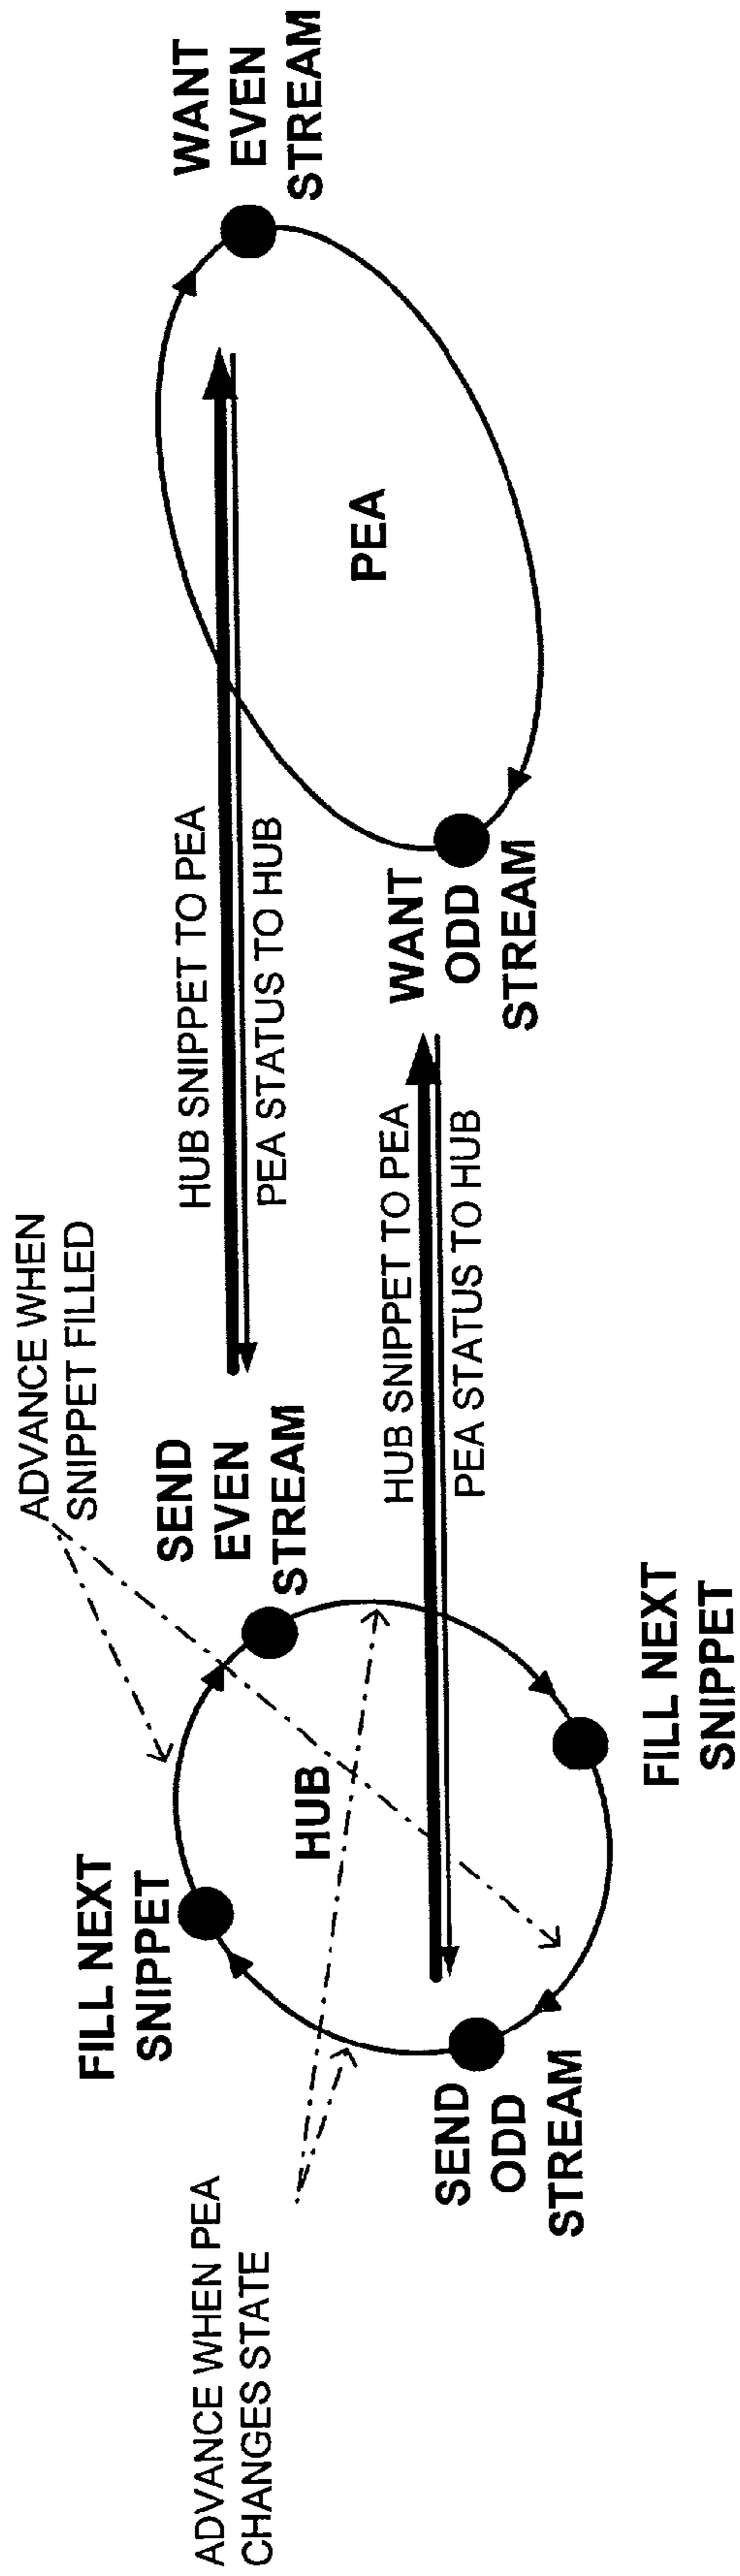 ADVANCE WHEN
SNIPPET FILLED
ADVANCE WHEN PEA
CHANGES STATE
FILL NEXT
SNIPPET
HUB
SEND
EVEN
STREAM
SEND
ODD
STREAM
FILL NEXT
SNIPPET
HUB SNIPPET TO PEA
PEA STATUS TO HUB
HUB SNIPPET TO PEA
PEA STATUS TO HUB
WANT
EVEN
STREAM
PEA
WANT
ODD
STREAM